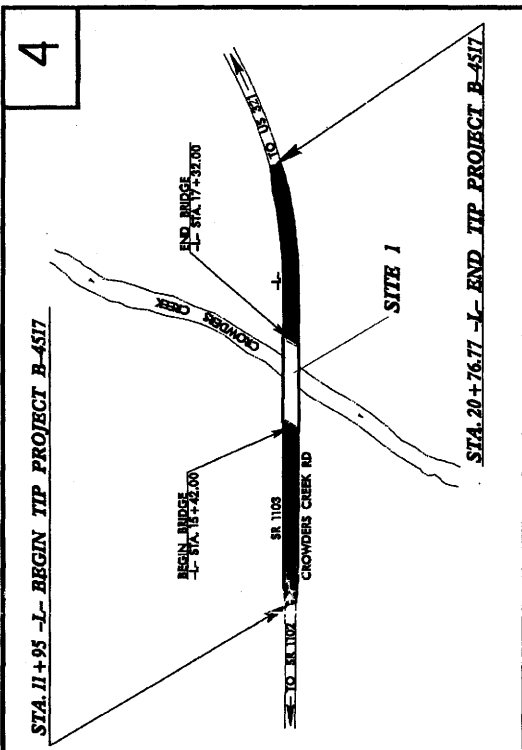 4
STA. 11+95 -L- BEGIN TIP PROJECT B-4517
BEGIN BRIDGE
-L- STA. 15+42.00
END BRIDGE
-L- STA. 17+32.00
TO US 321
CROWDERS
CREEK
-L-
SITE 1
SR 1103
CROWDERS CREEK RD
TO SR 1102
STA. 20+76.77 -L- END TIP PROJECT B-4517